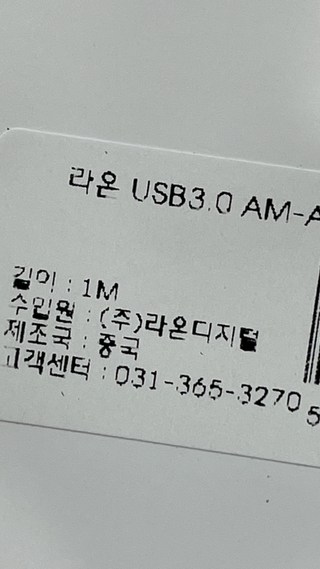 라온 USB3.0 AM-A
길이 : 1M
수입원 : (주)라온디지털
제조국 : 중국
고객센터 : 031-365-3270
5